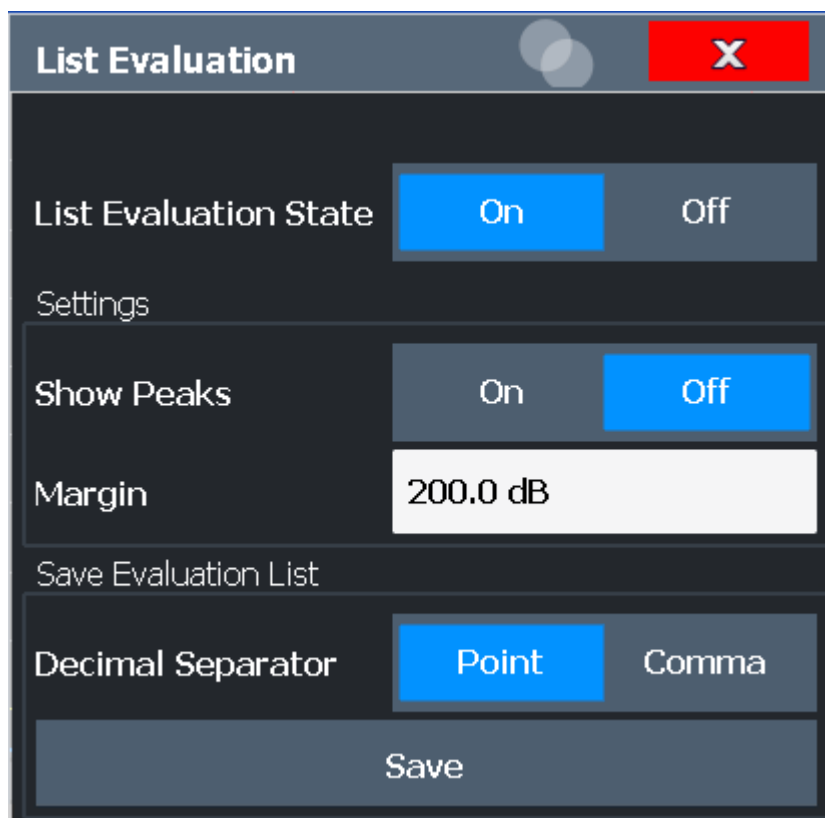 List Evaluation X
List Evaluation State On Off
Settings
Show Peaks On Off
Margin 200.0 dB
Save Evaluation List
Decimal Separator Point Comma
Save